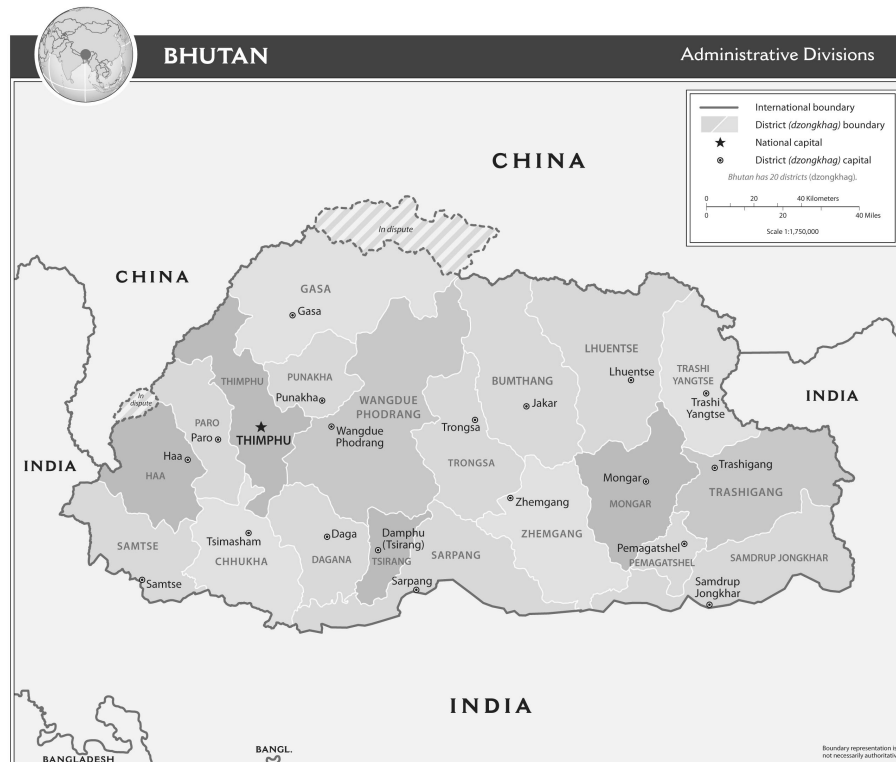 BHUTAN
Administrative Divisions
International boundary
District (dzongkhag) boundary
National capital
District (dzongkhag) capital
Bhutan has 20 districts (dzongkhag).
0 20 40 Kilometers
0 20 40 Miles
Scale 1:1,750,000
CHINA
In dispute
CHINA
GASA
Gasa
LHUENTSE
Lhuentse
TRASHI
YANGTSE
Trashi
Yangtse
INDIA
THIMPHU
PUNAKHA
Punakha
BUMTHANG
Jakar
WANGDUE
PHODRANG
Wangdue
Phodrang
In
dispute
PARO
Paro
THIMPHU
Trongsa
TRONGSA
INDIA
Haa
HAA
Mongar
MONGAR
Trashigang
TRASHIGANG
Zhemgang
ZHEMGANG
SAMTSE
Samtse
Tsimasham
CHHUKHA
Daga
DAGANA
Damphu
(Tsirang)
TSIRANG
SARPANG
Sarpang
Pemagatshel
PEMAGATSHEL
SAMDRUP JONGKHAR
Samdrup
Jongkhar
INDIA
BANGLADESH
BANGL.
Boundary representation is
not necessarily authoritative